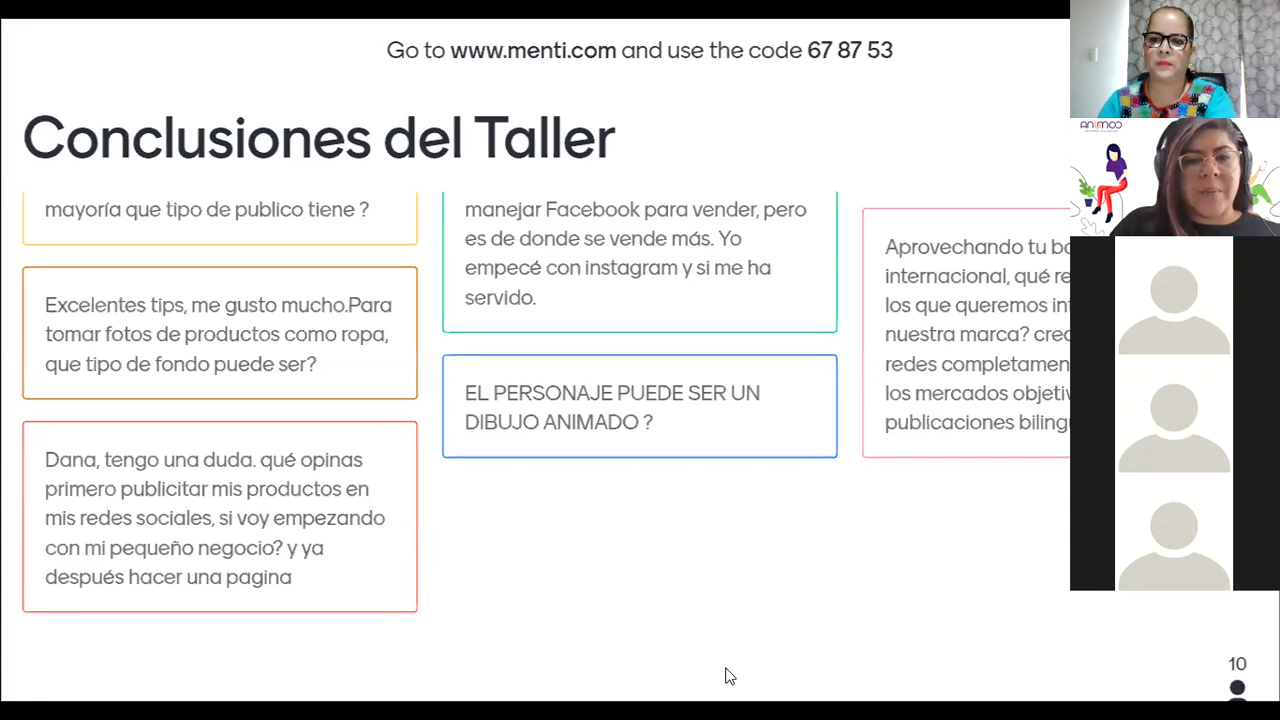 Go to www.menti.com and use the code 67 87 53
Conclusiones del Taller
mayoría que tipo de publico tiene ?
Excelentes tips, me gusto mucho.Para
tomar fotos de productos como ropa,
que tipo de fondo puede ser?
Dana, tengo una duda. qué opinas
primero publicitar mis productos en
mis redes sociales, si voy empezando
con mi pequeño negocio? y ya
después hacer una pagina
manejar Facebook para vender, pero
es de donde se vende más. Yo
empecé con instagram y si me ha
servido.
EL PERSONAJE PUEDE SER UN
DIBUJO ANIMADO ?
Aprovechando tu
internacional, qué
los que queremos
nuestra marca?
redes
los mercados
publicaciones
10